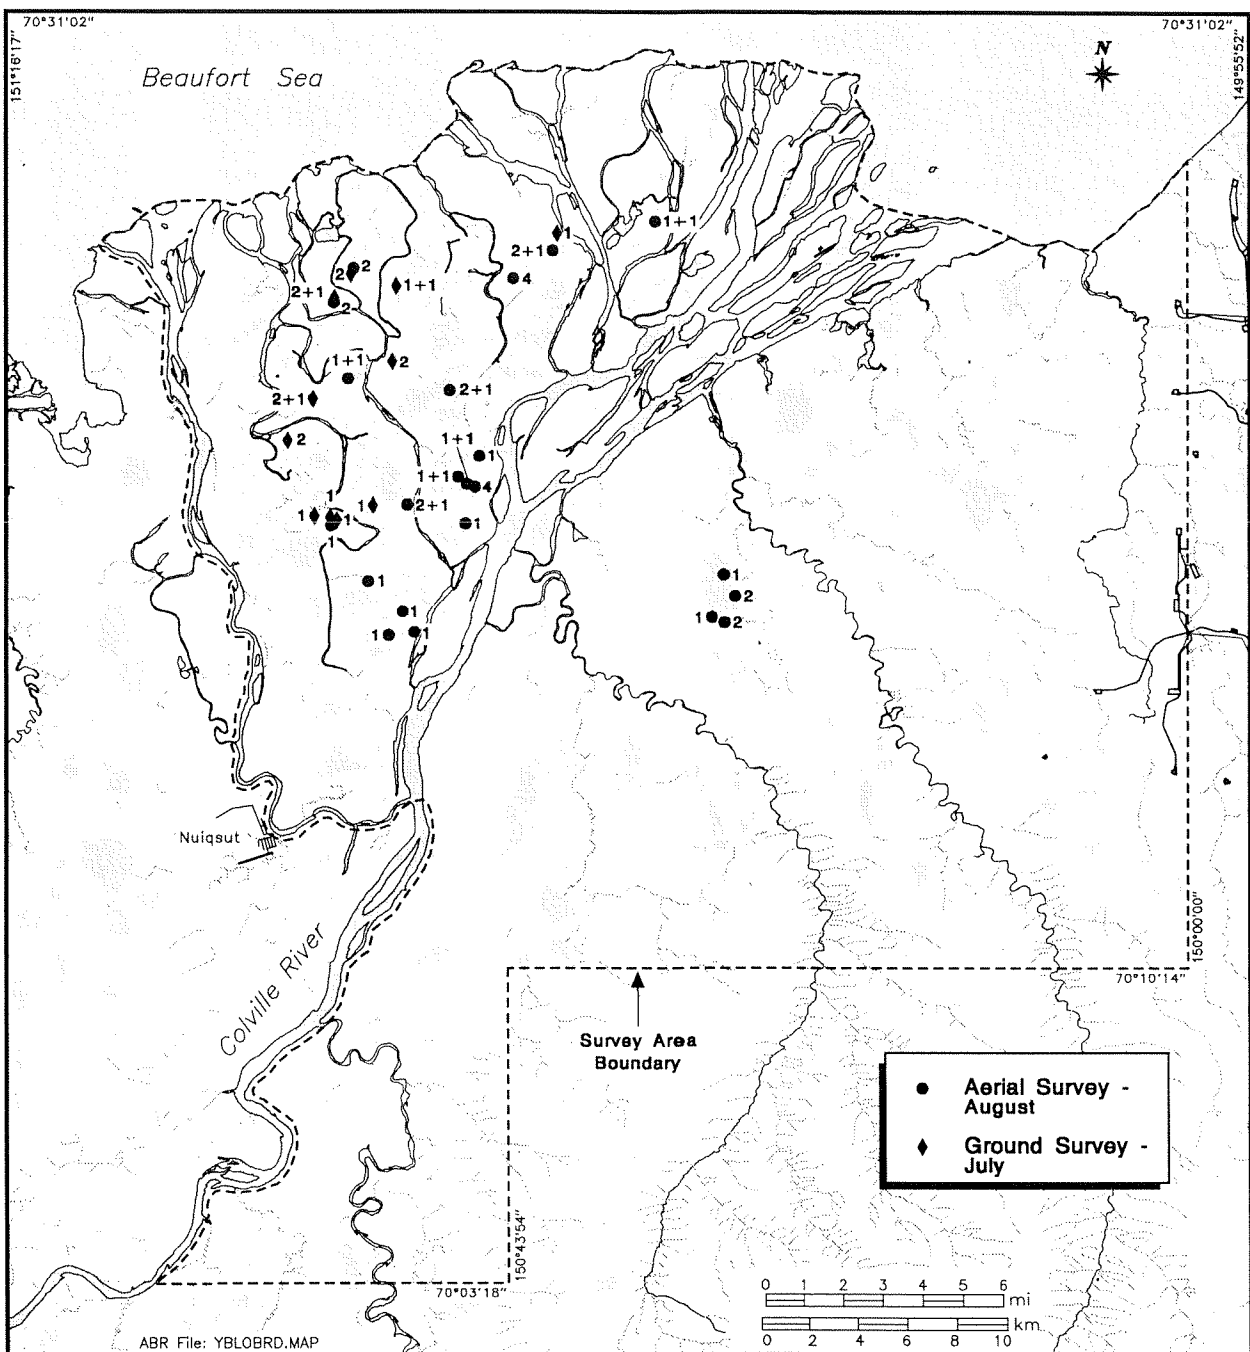 70°31'02"
70°31'02"
151°16'17"
149°55'52"
Beaufort Sea
N
1+1
1
2+1
4
2
2
1+1
2+1
2
1+1
2
2+1
2+1
2
1+1
1
1+1
4
1
1
1
1
1
2+1
1
1
1
1
1
1
1
2
1
2
Nuiqsut
Colville River
150°00'00"
70°10'14"
Survey Area
Boundary
Aerial Survey -
August
Ground Survey -
July
150°43'54"
70°03'18"
0 1 2 3 4 5 6
mi
km
0 2 4 6 8 10
ABR File: YBLOBRD.MAP